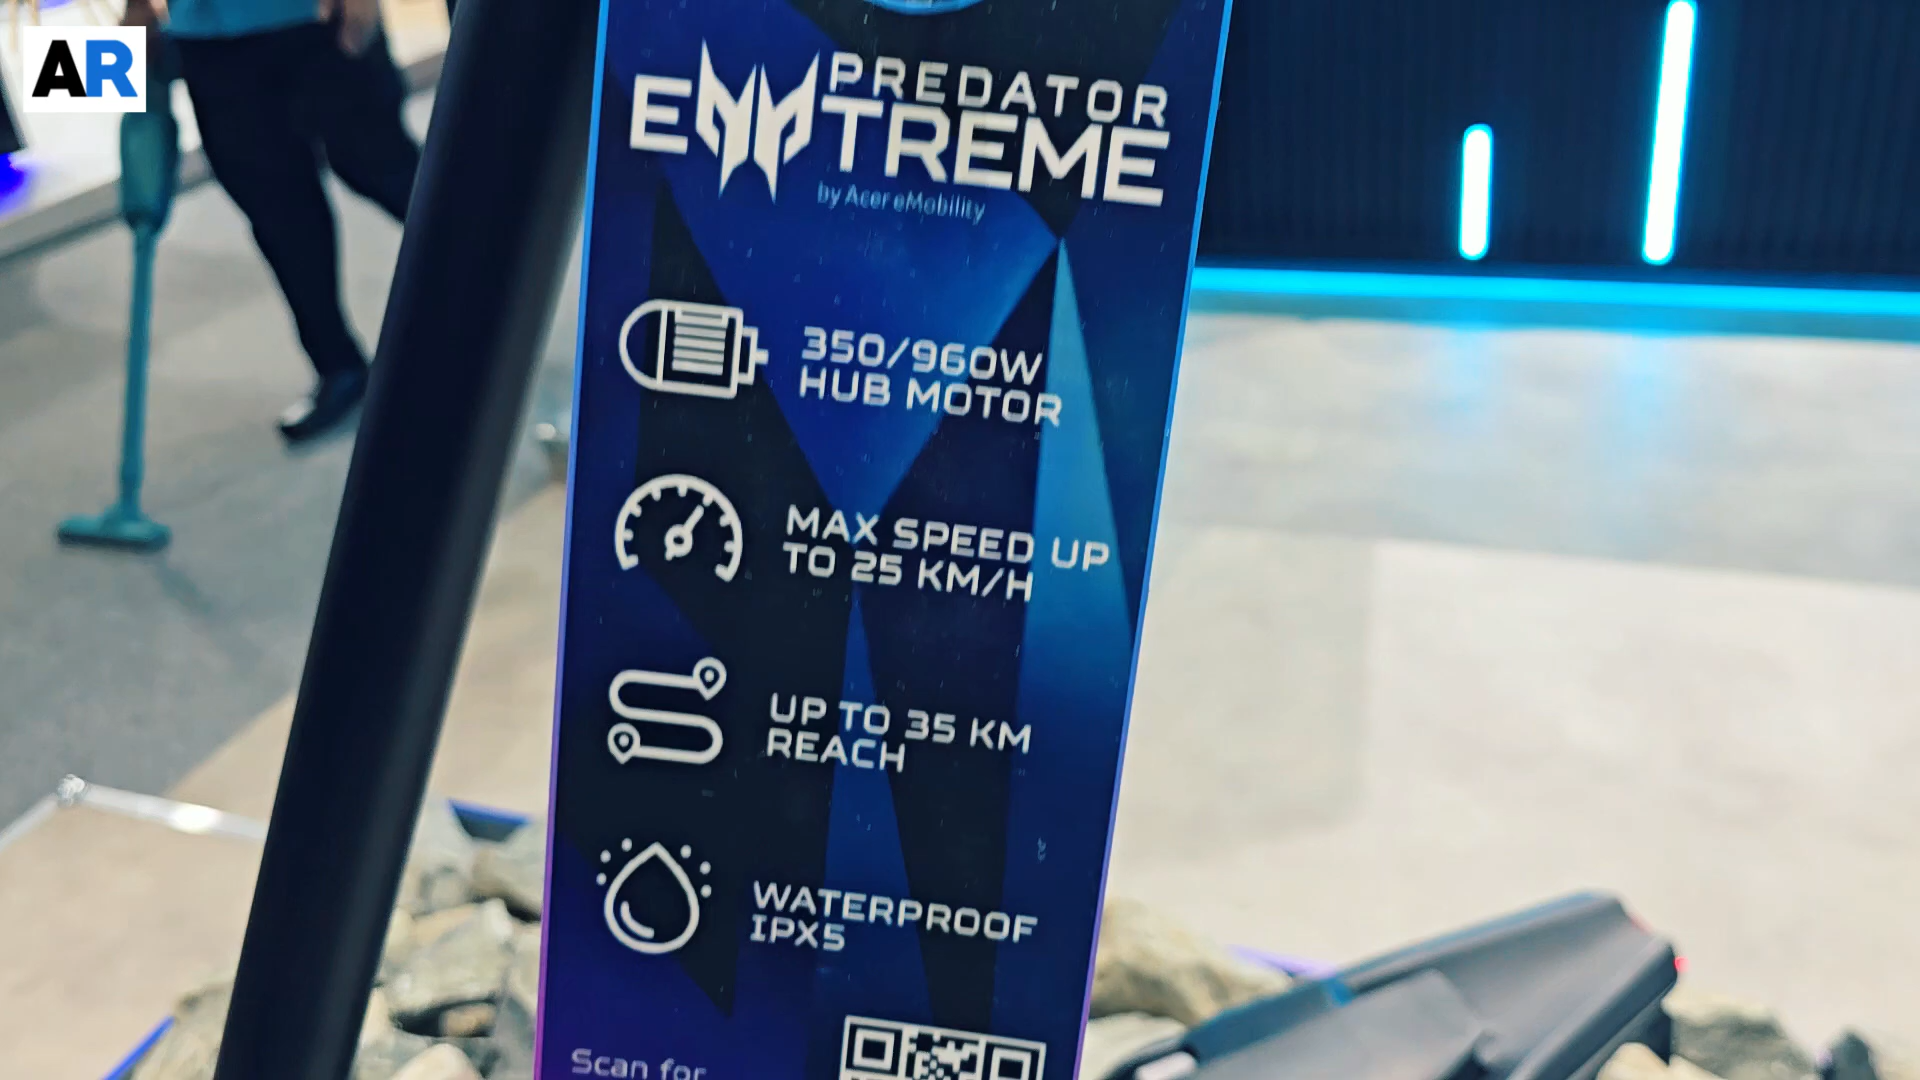 AR
PREDATOR
EXTREME
by Acer eMobility
350/960W
HUB MOTOR
MAX SPEED UP
TO 25 KM/H
UP TO 35 KM
REACH
WATERPROOF
IPX5
Scan for